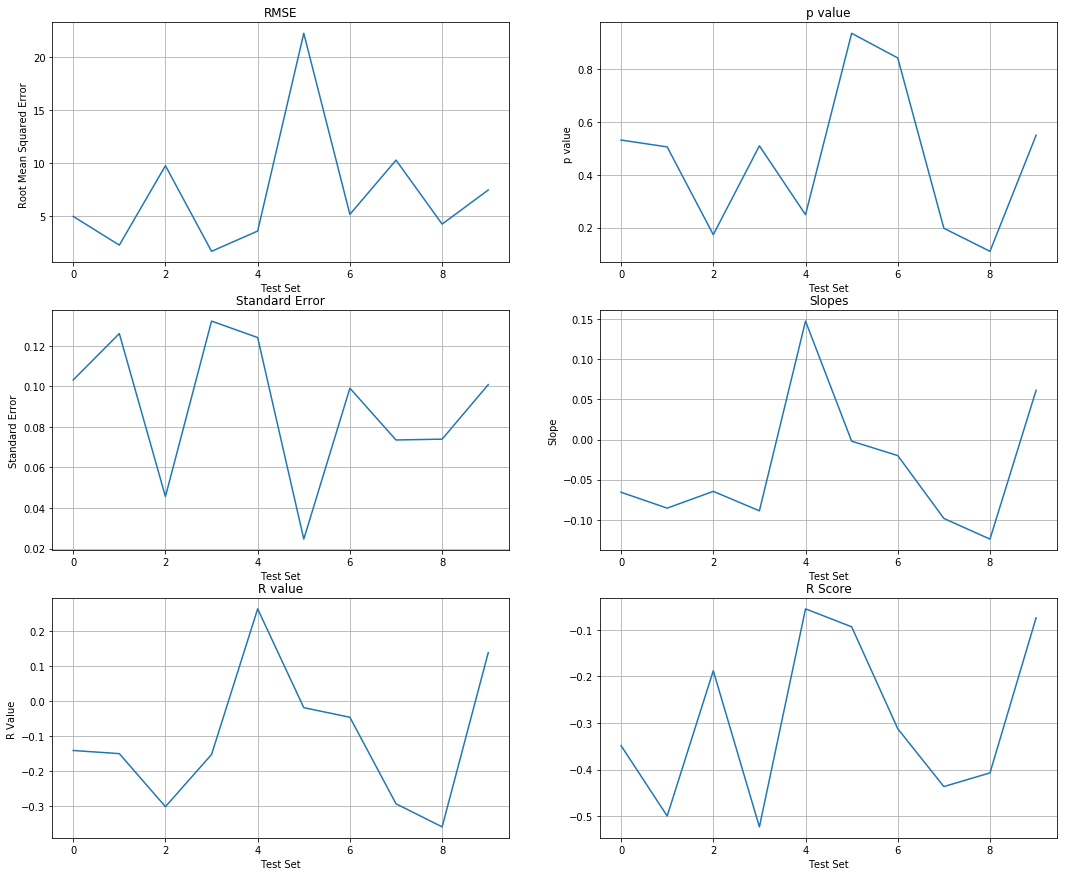 RMSE
Root Mean Squared Error
20
15
10
5
0 2 4 6 8
Test Set
p value
p value
0.8
0.6
0.4
0.2
0 2 4 6 8
Test Set
Standard Error
Standard Error
0.12
0.10
0.08
0.06
0.04
0.02
0 2 4 6 8
Test Set
Slopes
Slope
0.15
0.10
0.05
0.00
−0.05
−0.10
0 2 4 6 8
Test Set
R value
R Value
0.2
0.1
0.0
−0.1
−0.2
−0.3
0 2 4 6 8
Test Set
R Score
−0.1
−0.2
−0.3
−0.4
−0.5
0 2 4 6 8
Test Set